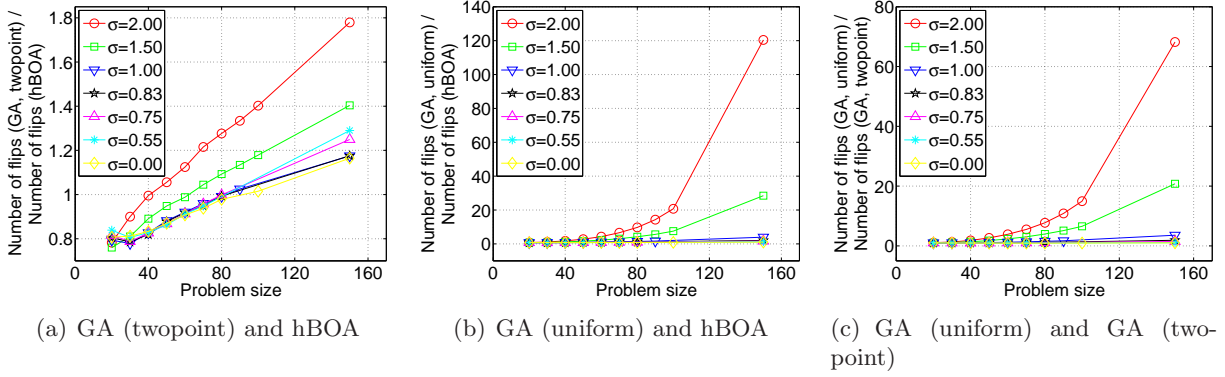 Number of flips (GA, twopoint) /
Number of flips (hBOA)
1.8
1.6
1.4
1.2
1
0.8
σ=2.00
σ=1.50
σ=1.00
σ=0.83
σ=0.75
σ=0.55
σ=0.00
0 40 80 120 160
Problem size
(a) GA (twopoint) and hBOA
Number of flips (GA, uniform) /
Number of flips (hBOA)
140
120
100
80
60
40
20
0
σ=2.00
σ=1.50
σ=1.00
σ=0.83
σ=0.75
σ=0.55
σ=0.00
0 40 80 120 160
Problem size
(b) GA (uniform) and hBOA
Number of flips (GA, uniform) /
Number of flips (GA, twopoint)
80
60
40
20
0
σ=2.00
σ=1.50
σ=1.00
σ=0.83
σ=0.75
σ=0.55
σ=0.00
0 40 80 120 160
Problem size
(c) GA (uniform) and GA (two-
point)